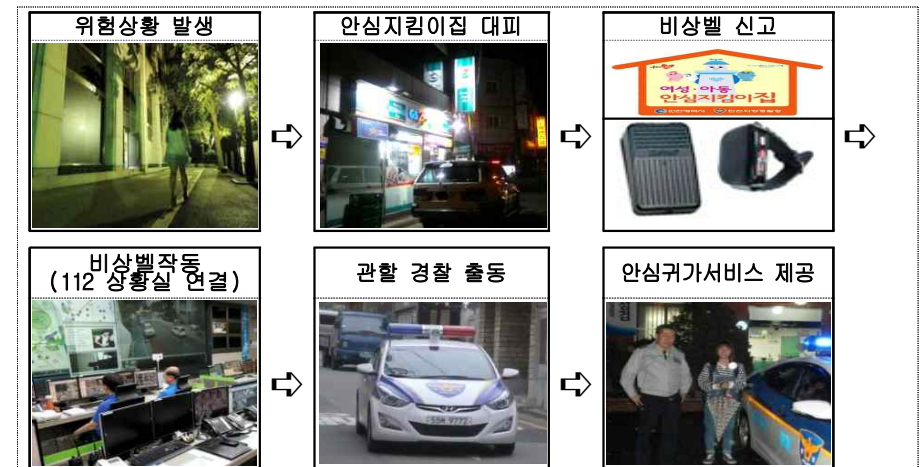 위험상황 발생
안심지킴이집 대피
비상벨 신고
여성·아동
안심지킴이집
비상벨작동
(112 상황실 연결)
관할 경찰 출동
안심귀가서비스 제공